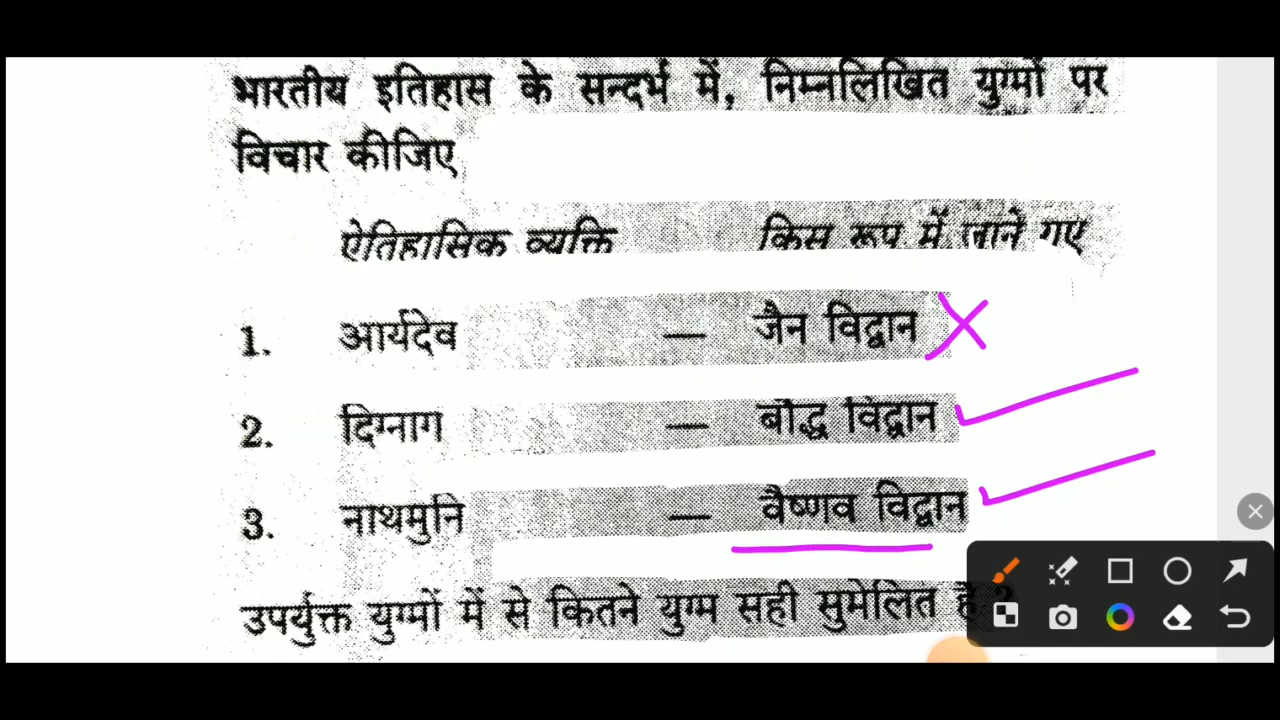 भारतीय इतिहास के सन्दर्भ में, निम्नलिखित युग्मों पर
विचार कीजिए
ऐतिहासिक व्यक्ति किस रूप में जाने गए
1. आर्यदेव — जैन विद्वान
2. दिग्नाग — बौद्ध विद्वान
3. नाथमुनि — वैष्णव विद्वान
उपर्युक्त युग्मों में से कितने युग्म सही सुमेलित हैं ?